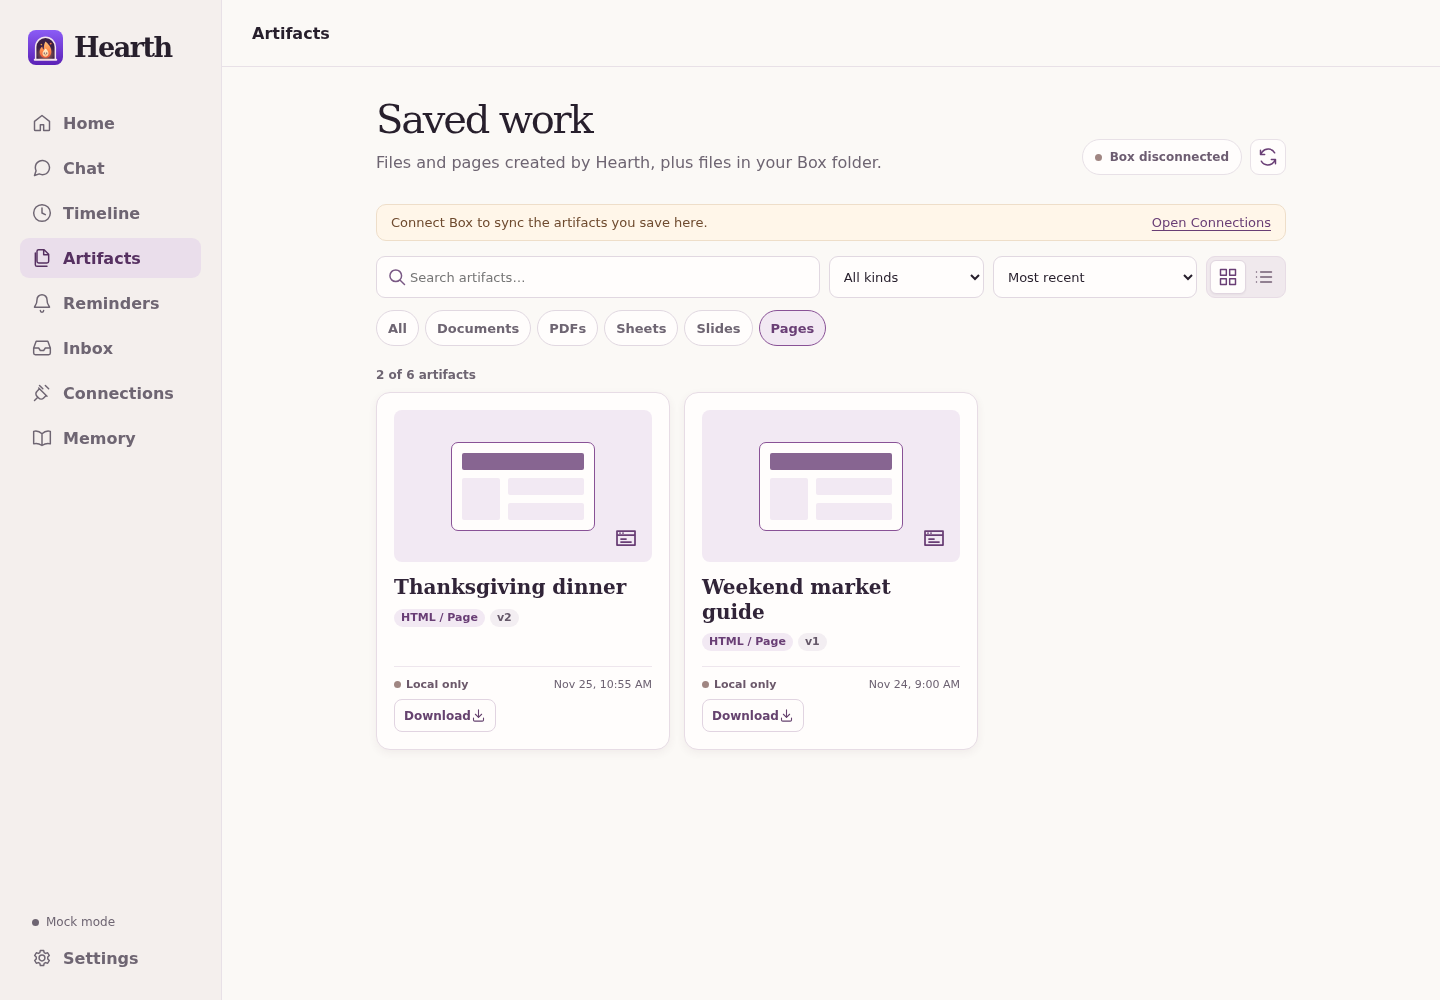 Hearth
Home
Chat
Timeline
Artifacts
Reminders
Inbox
Connections
Memory
Mock mode
Settings
Artifacts
Saved work
Files and pages created by Hearth, plus files in your Box folder.
Box disconnected
Connect Box to sync the artifacts you save here.
Open Connections
Search artifacts…
All kinds
Most recent
All
Documents
PDFs
Sheets
Slides
Pages
2 of 6 artifacts
Thanksgiving dinner
HTML / Page
v2
Local only
Nov 25, 10:55 AM
Download
Weekend market
guide
HTML / Page
v1
Local only
Nov 24, 9:00 AM
Download